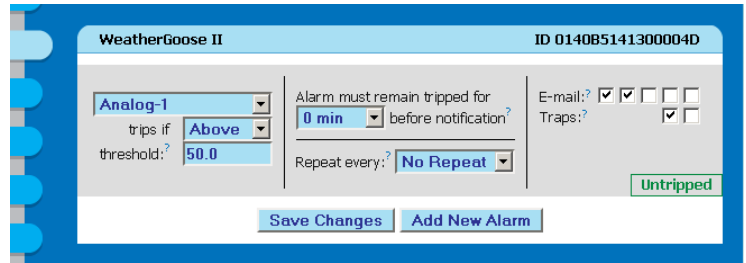 WeatherGoose II ID 0140B5141300004D
Analog-1
trips if Above
threshold:? 50.0
Alarm must remain tripped for
0 min before notification?
Repeat every:? No Repeat
E-mail:?
Traps:?
Untripped
Save Changes Add New Alarm